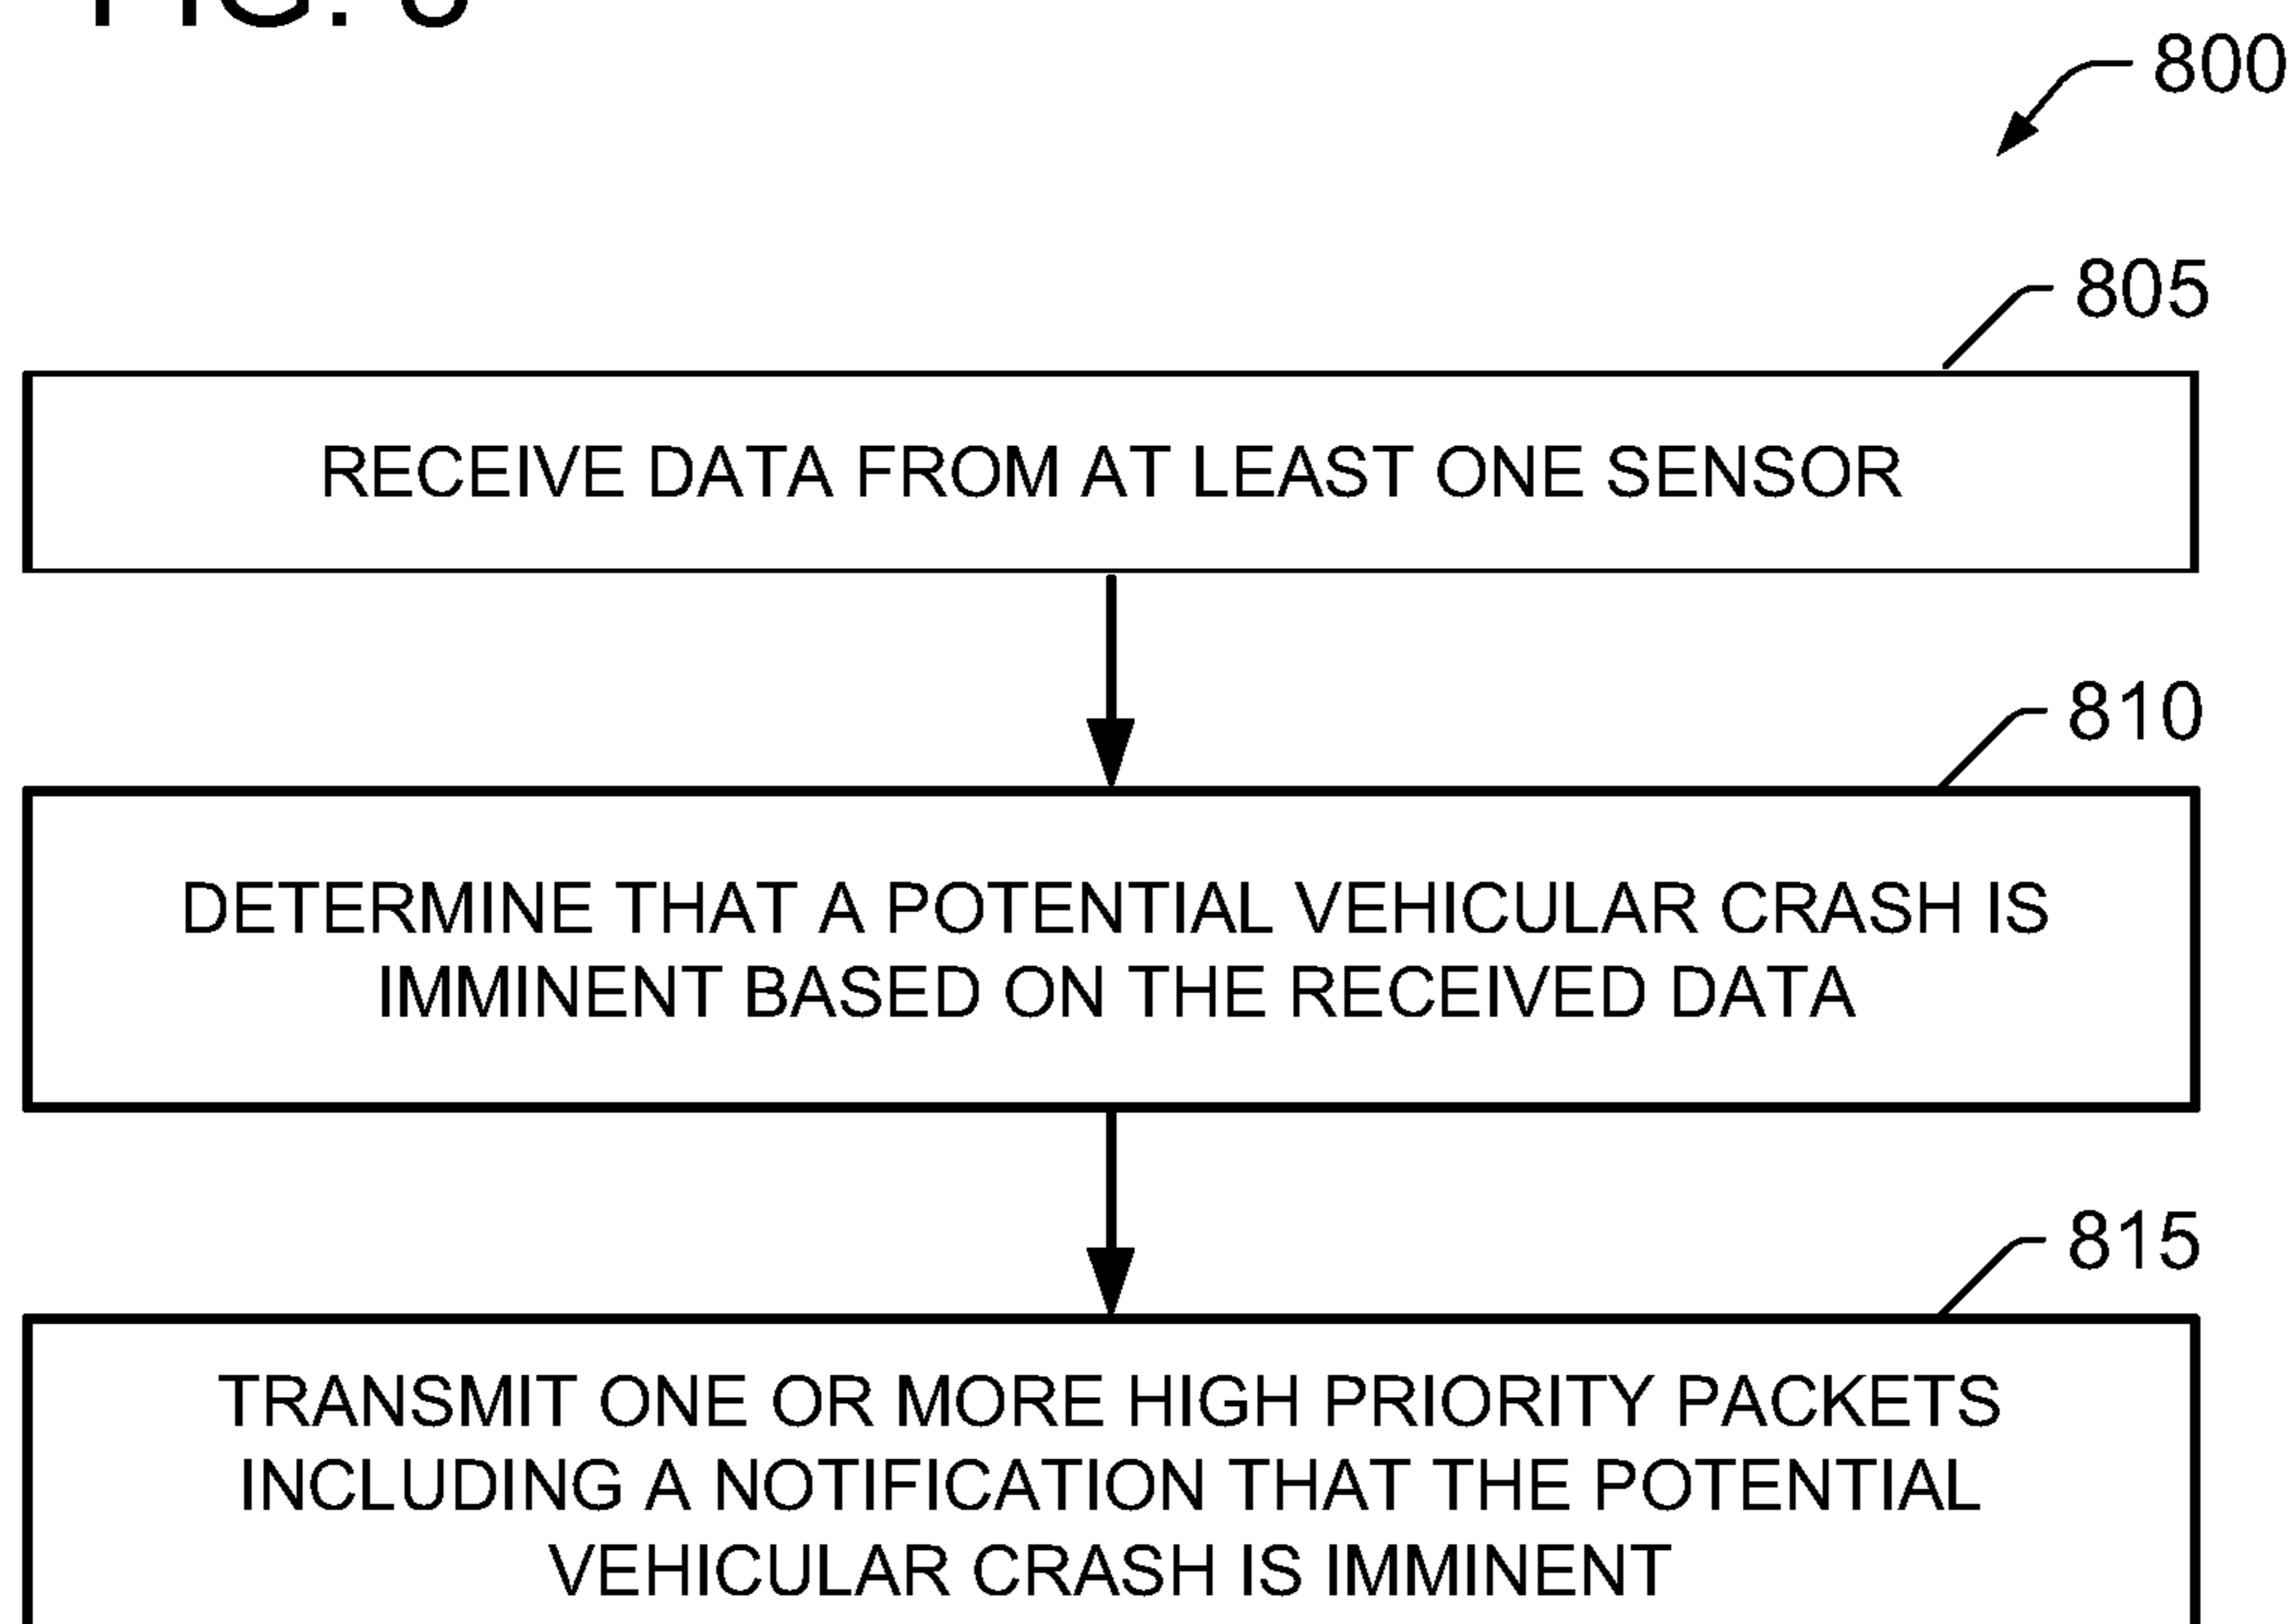 FIG. 8
800
805
RECEIVE DATA FROM AT LEAST ONE SENSOR
810
DETERMINE THAT A POTENTIAL VEHICULAR CRASH IS
IMMINENT BASED ON THE RECEIVED DATA
815
TRANSMIT ONE OR MORE HIGH PRIORITY PACKETS
INCLUDING A NOTIFICATION THAT THE POTENTIAL
VEHICULAR CRASH IS IMMINENT